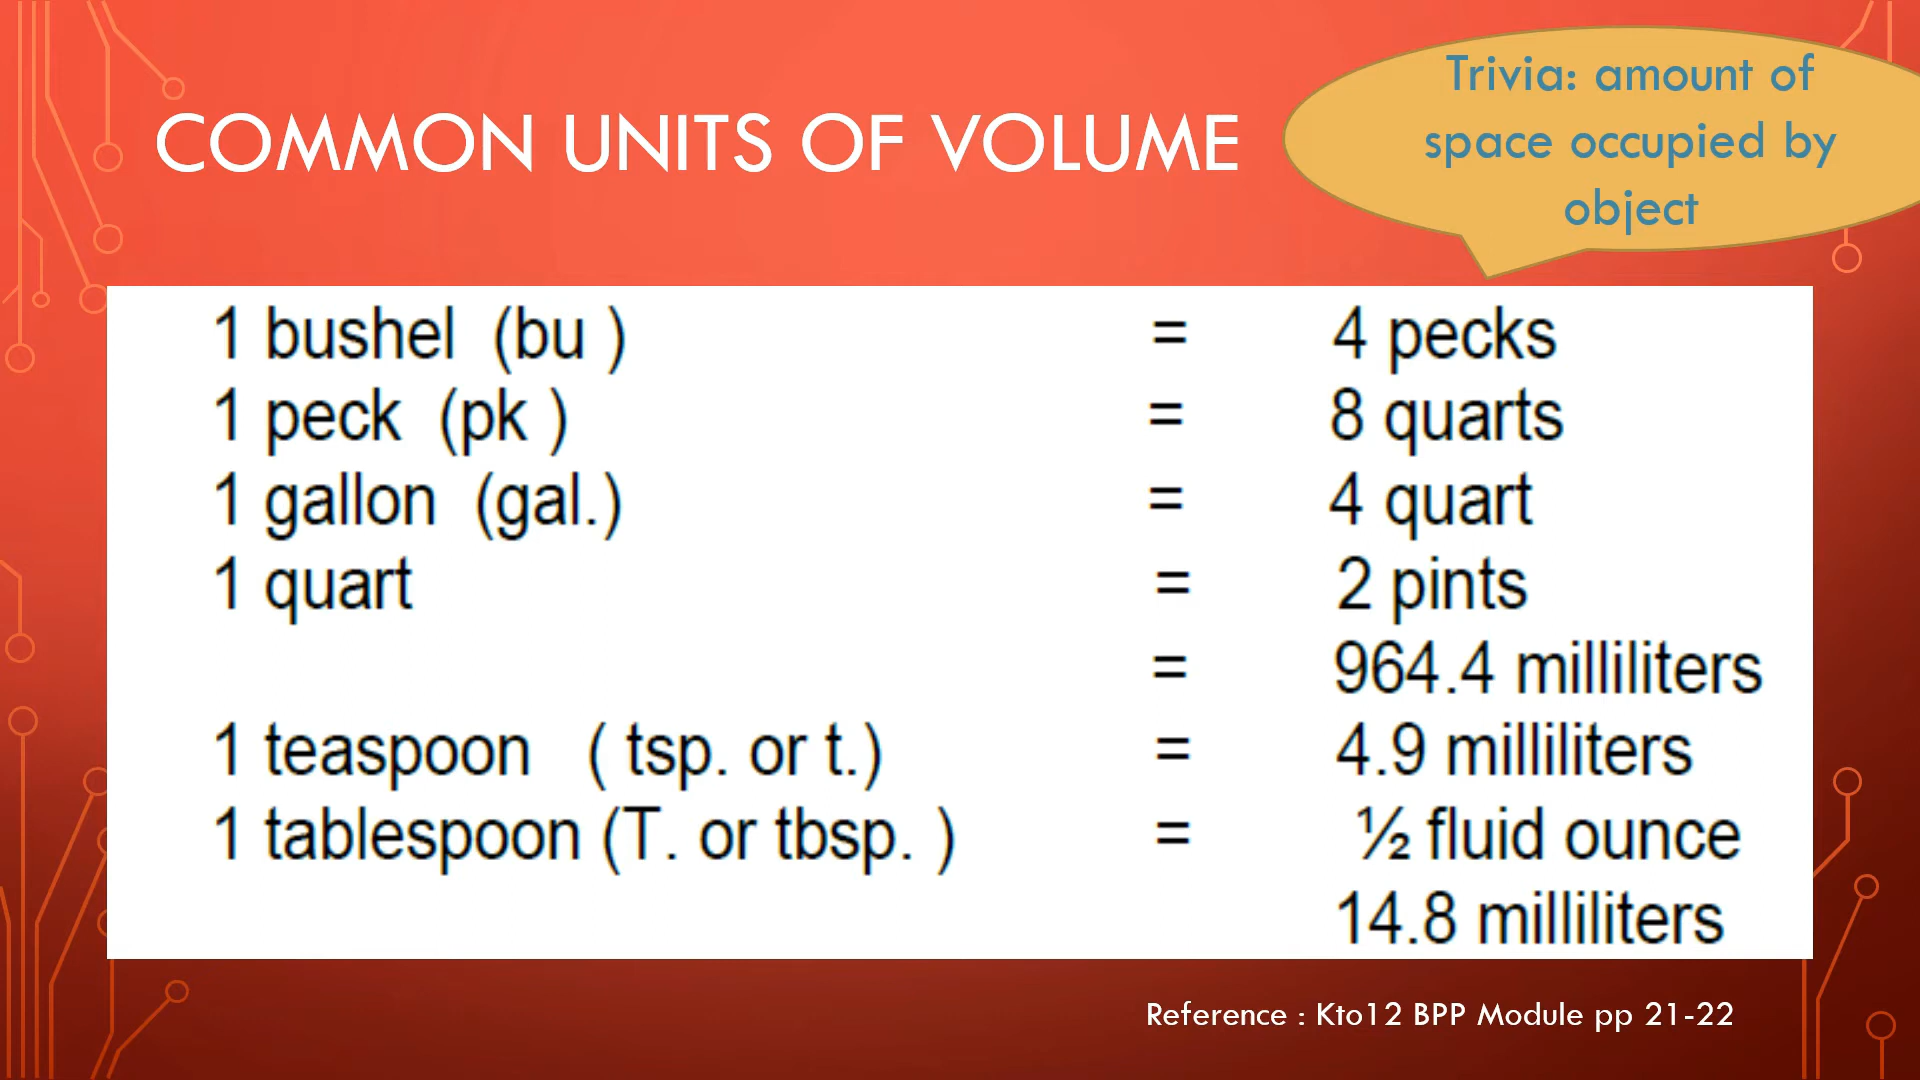 COMMON UNITS OF VOLUME
Trivia: amount of
space occupied by
object
1 bushel (bu ) = 4 pecks
1 peck (pk ) = 8 quarts
1 gallon (gal.) = 4 quart
1 quart = 2 pints
= 964.4 milliliters
1 teaspoon ( tsp. or t.) = 4.9 milliliters
1 tablespoon (T. or tbsp. ) = ½ fluid ounce
14.8 milliliters
Reference : Kto12 BPP Module pp 21-22